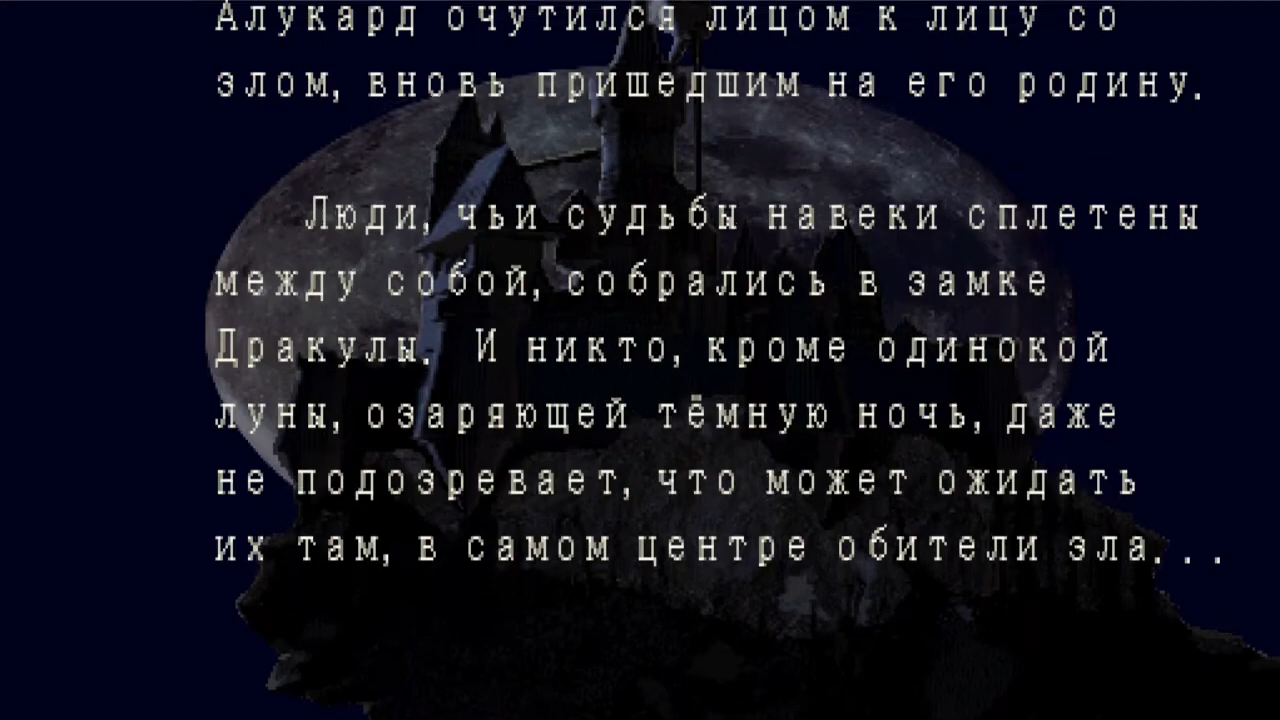 Алукард очутился лицом к лицу со
злом, вновь пришедшим на его родину.
Люди, чьи судьбы навеки сплетены
между собой, собрались в замке
Дракулы. И никто, кроме одинокой
луны, озаряющей тёмную ночь, даже
не подозревает, что может ожидать
их там, в самом центре обители зла...